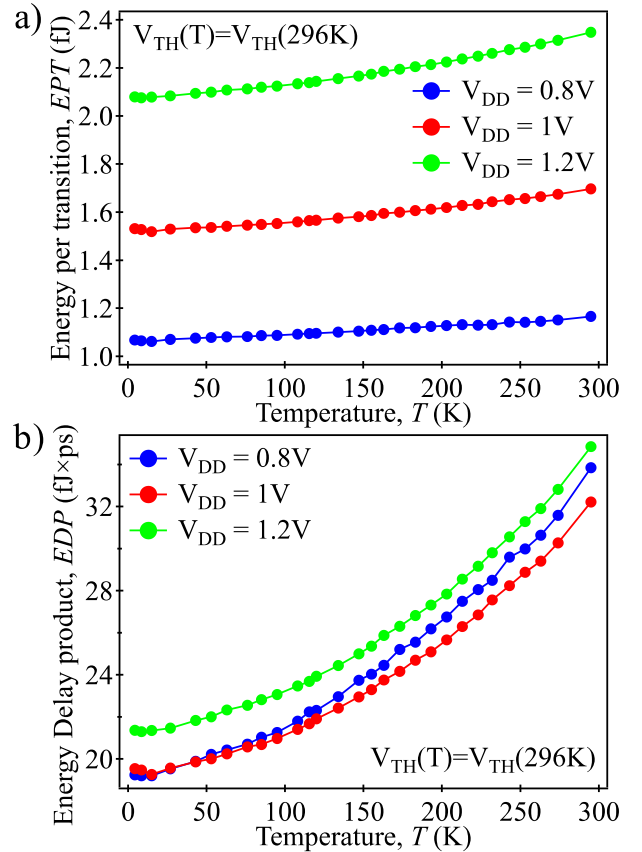 a)
Energy per transition, EPT (fJ)
2.4
2.2
2.0
1.8
1.6
1.4
1.2
1.0
V_TH(T)=V_TH(296K)
V_DD = 0.8V
V_DD = 1V
V_DD = 1.2V
0 50 100 150 200 250 300
Temperature, T (K)
b)
Energy Delay product, EDP (fJ×ps)
32
28
24
20
V_DD = 0.8V
V_DD = 1V
V_DD = 1.2V
V_TH(T)=V_TH(296K)
0 50 100 150 200 250 300
Temperature, T (K)